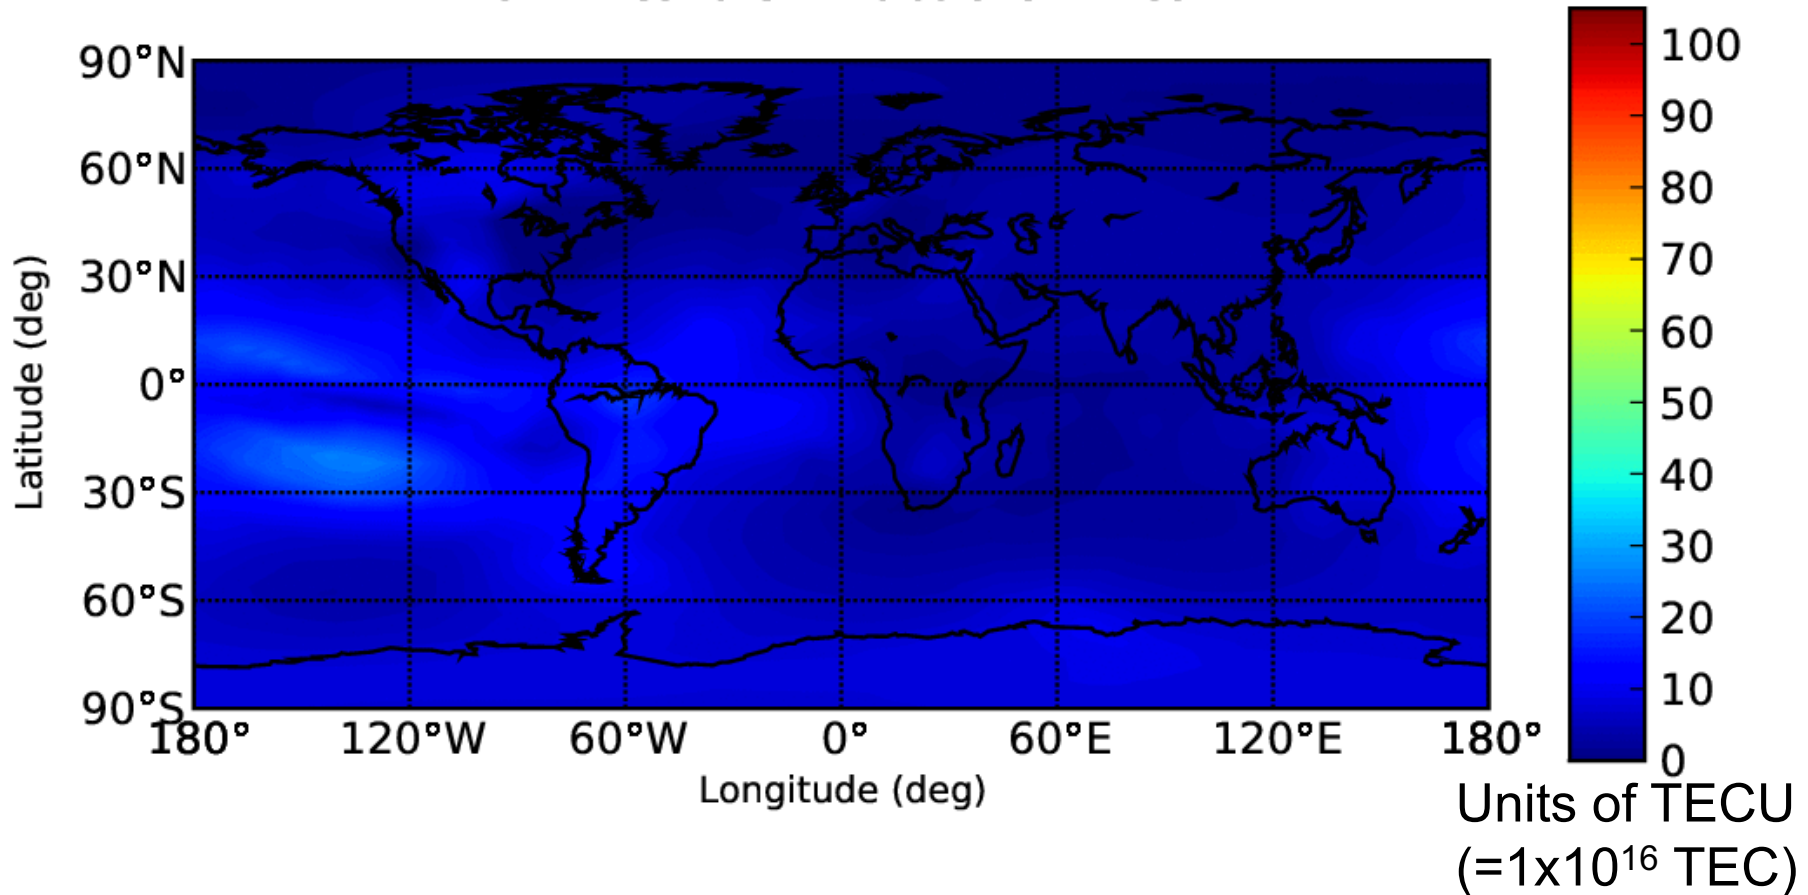 90°N
60°N
30°N
0°
30°S
60°S
90°S
Latitude (deg)
180° 120°W 60°W 0° 60°E 120°E 180°
Longitude (deg)
100
90
80
70
60
50
40
30
20
10
0
Units of TECU
(=1x10¹⁶ TEC)